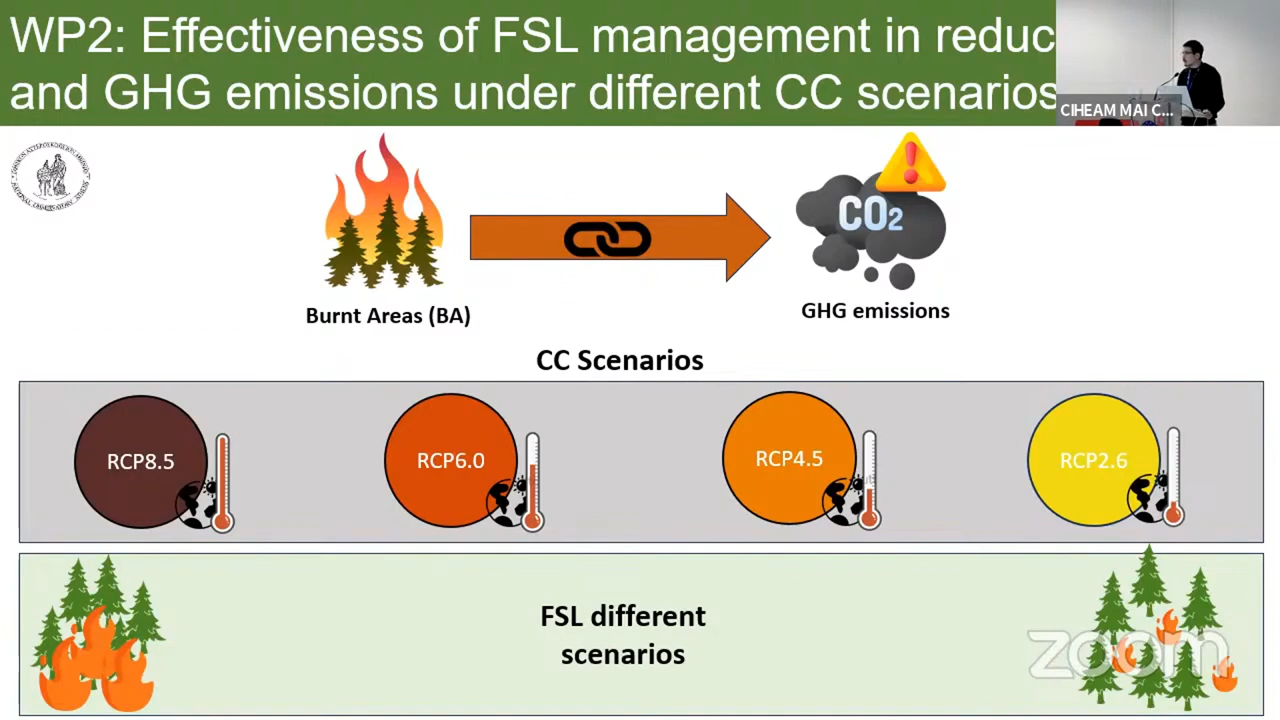 WP2: Effectiveness of FSL management in reduc
and GHG emissions under different CC scenarios
CIHEAM MAI C...
CO2
Burnt Areas (BA)
GHG emissions
CC Scenarios
RCP8.5
RCP6.0
RCP4.5
RCP2.6
FSL different
scenarios
zoom